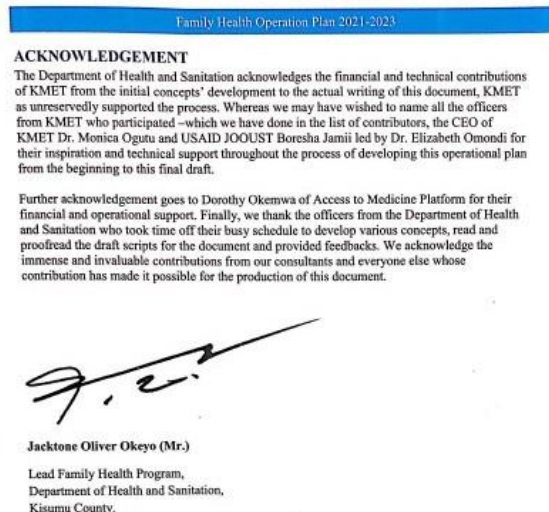 Family Health Operation Plan 2021-2023
ACKNOWLEDGEMENT
The Department of Health and Sanitation acknowledges the financial and technical contributions
of KMET from the initial concepts' development to the actual writing of this document, KMET
as unreservedly supported the process. Whereas we may have wished to name all the officers
from KMET who participated –which we have done in the list of contributors, the CEO of
KMET Dr. Monica Ogutu and USAID JOOUST Boresha Jamii led by Dr. Elizabeth Omondi for
their inspiration and technical support throughout the process of developing this operational plan
from the beginning to this final draft.
Further acknowledgement goes to Dorothy Okemwa of Access to Medicine Platform for their
financial and operational support. Finally, we thank the officers from the Department of Health
and Sanitation who took time off their busy schedule to develop various concepts, read and
proofread the draft scripts for the document and provided feedbacks. We acknowledge the
immense and invaluable contributions from our consultants and everyone else whose
contribution has made it possible for the production of this document.
Jacktone Oliver Okeyo (Mr.)
Lead Family Health Program,
Department of Health and Sanitation,
Kisumu County.